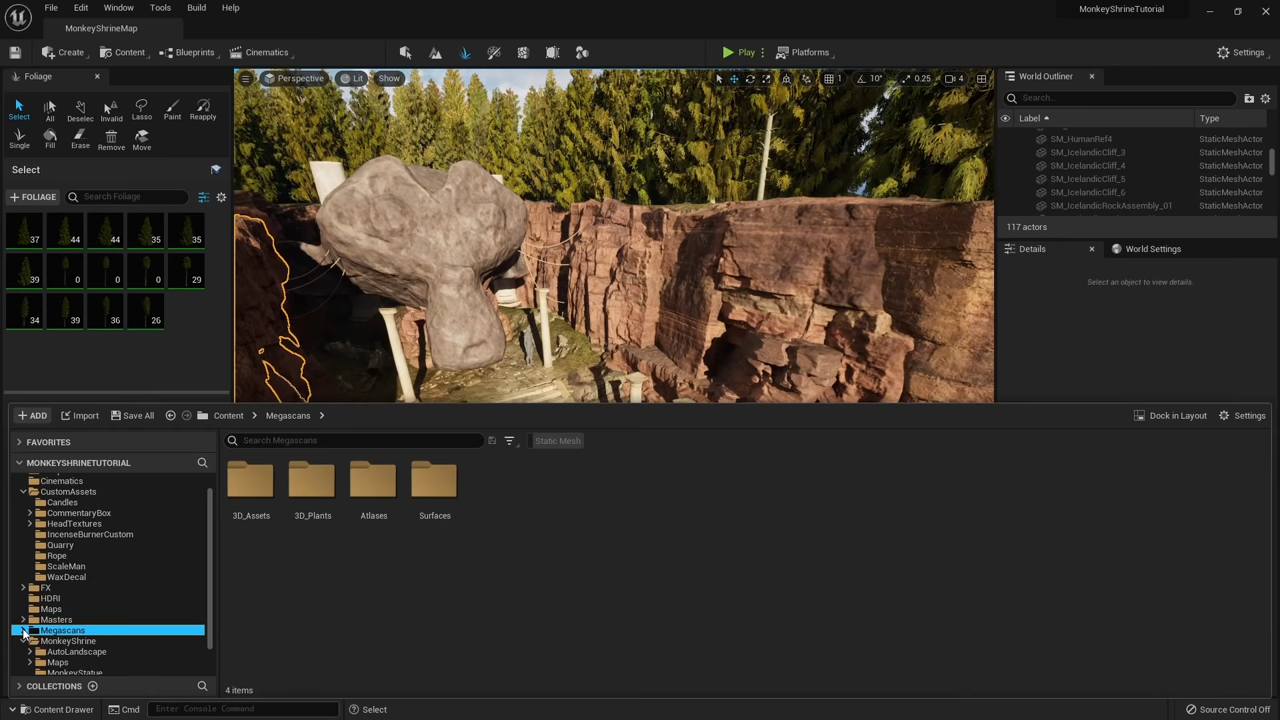 File Edit Window Tools Build Help
MonkeyShrineTutorial
MonkeyShrineMap
Create Content Blueprints Cinematics Play Platforms Settings
Foliage
Perspective Lit Show 1 10° 0.25 4
World Outliner
Search...
Label Type
Select All Deselec Invalid Lasso Paint Reapply
Single Fill Erase Remove Move
SM_HumanRef4 StaticMeshActor
SM_IcelandicCliff_3 StaticMeshActor
SM_IcelandicCliff_4 StaticMeshActor
SM_IcelandicCliff_5 StaticMeshActor
SM_IcelandicCliff_6 StaticMeshActor
SM_IcelandicRockAssembly_01 StaticMeshActor
117 actors
Select
+ FOLIAGE Search Foliage
37 44 44 35 35
39 0 0 0 29
34 39 36 26
Details World Settings
Select an object to view details.
ADD Import Save All Content Megascans Dock in Layout Settings
FAVORITES
MONKEYSHRINETUTORIAL
Search Megascans
Static Mesh
Cinematics
CustomAssets
Candles
CommentaryBox
HeadTextures
IncenseBurnerCustom
Quarry
Rope
ScaleMan
WaxDecal
FX
HDRI
Maps
Masters
Megascans
MonkeyShrine
AutoLandscape
Maps
MonkeyStatue
3D_Assets 3D_Plants Atlases Surfaces
4 items
COLLECTIONS
Content Drawer Cmd Enter Console Command Select Source Control Off